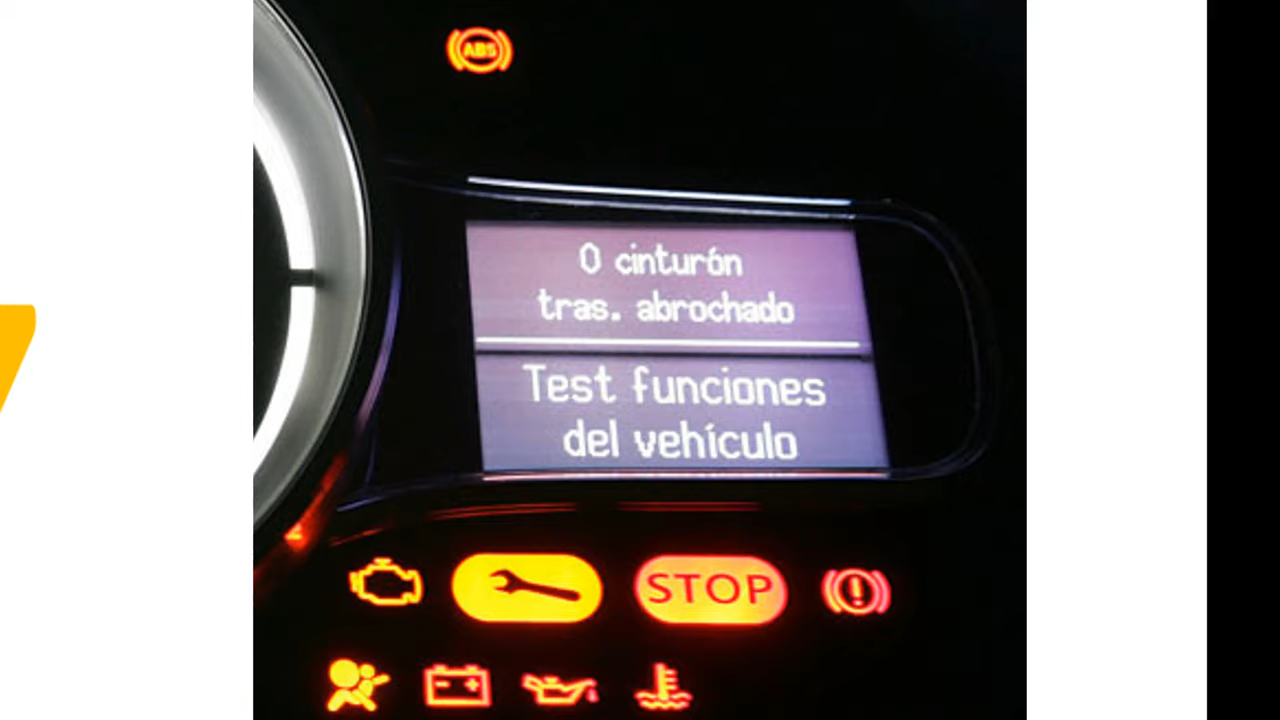 ABS
0 cinturón
tras. abrochado
Test funciones
del vehículo
STOP